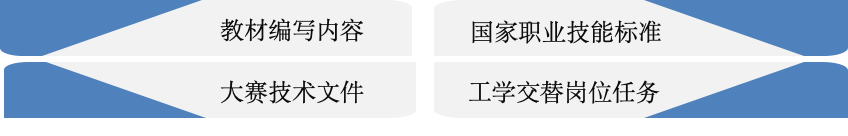 教材编写内容
国家职业技能标准
大赛技术文件
工学交替岗位任务